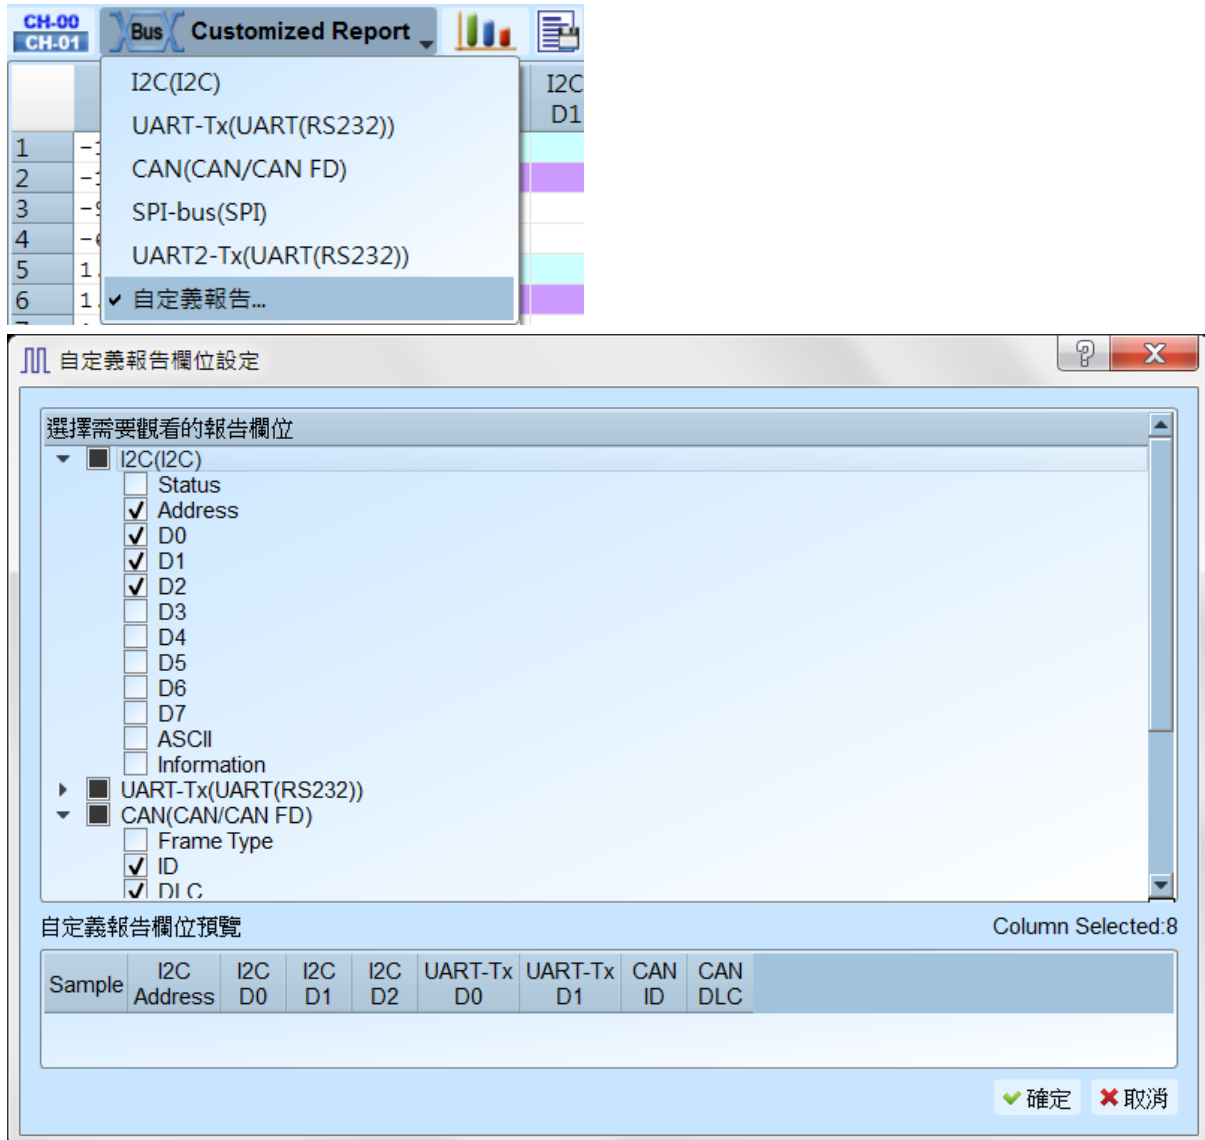 CH-00
CH-01
Bus Customized Report
I2C(I2C)
UART-Tx(UART(RS232))
CAN(CAN/CAN FD)
SPI-bus(SPI)
UART2-Tx(UART(RS232))
自定義報告...
I2C
D1
1
2
3
4
5
6
自定義報告欄位設定
選擇需要觀看的報告欄位
I2C(I2C)
Status
Address
D0
D1
D2
D3
D4
D5
D6
D7
ASCII
Information
UART-Tx(UART(RS232))
CAN(CAN/CAN FD)
Frame Type
ID
DLC
自定義報告欄位預覽
Column Selected:8
Sample I2C Address I2C D0 I2C D1 I2C D2 UART-Tx D0 UART-Tx D1 CAN ID CAN DLC
確定 取消